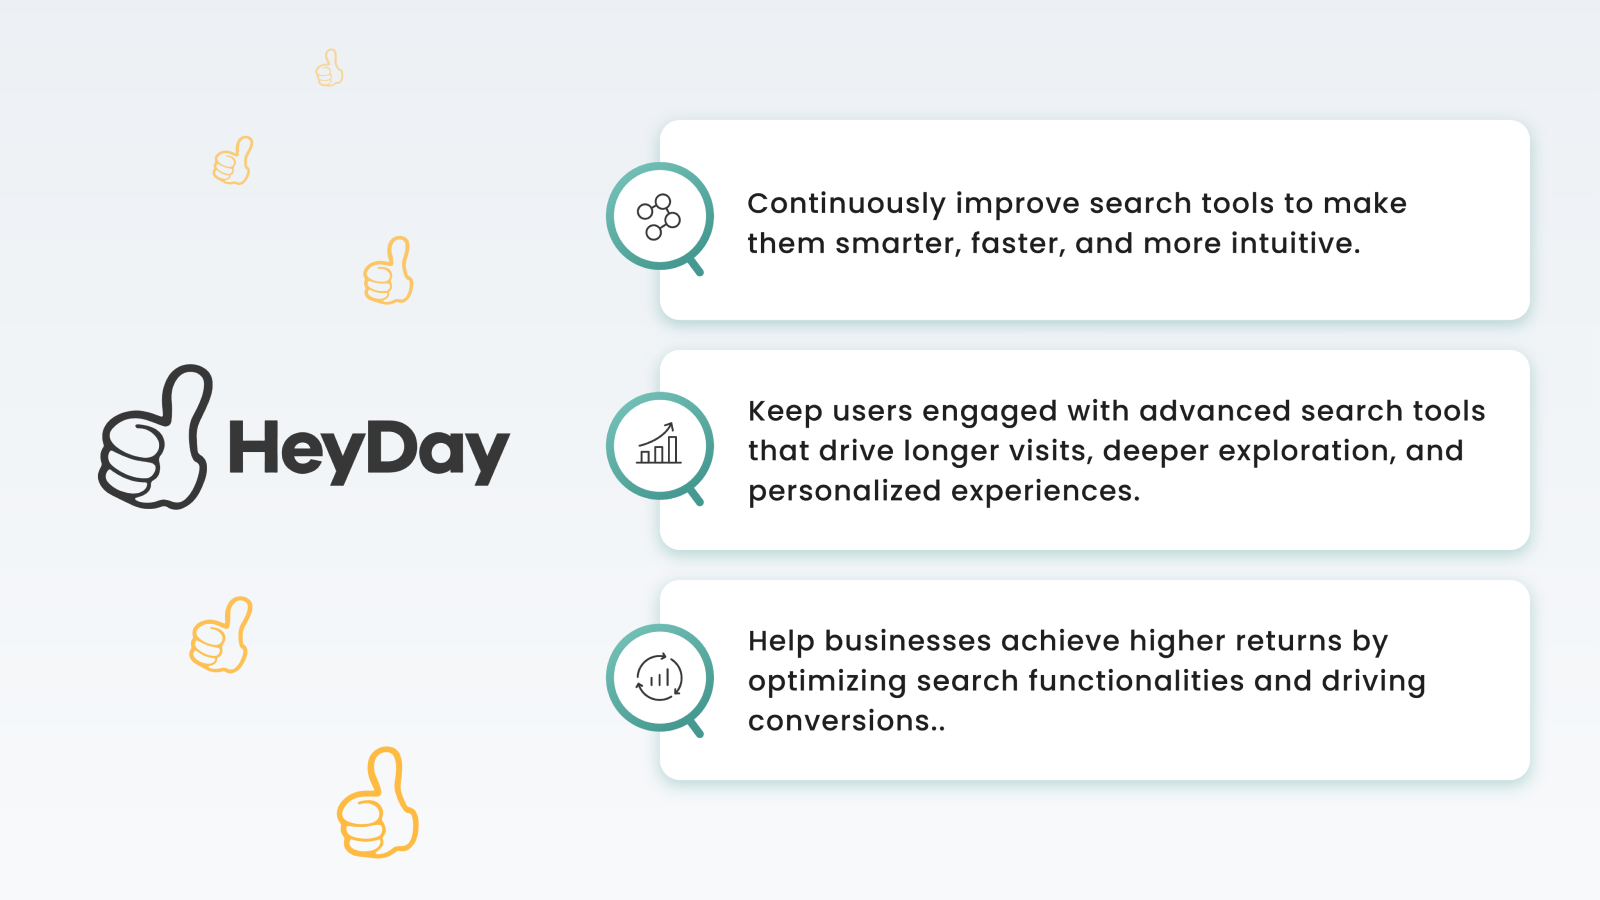 HeyDay
Continuously improve search tools to make
them smarter, faster, and more intuitive.
Keep users engaged with advanced search tools
that drive longer visits, deeper exploration, and
personalized experiences.
Help businesses achieve higher returns by
optimizing search functionalities and driving
conversions..